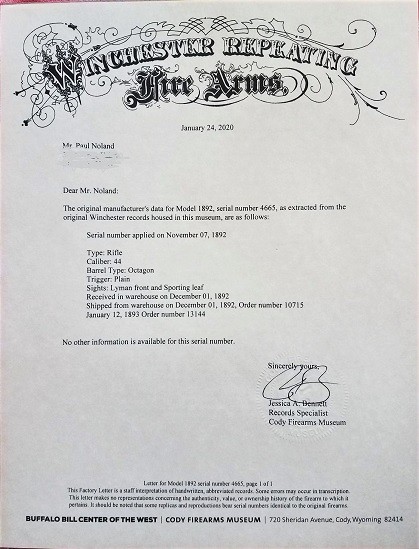 WINCHESTER REPEATING
Fire Arms,
January 24, 2020
Mr. Paul Noland
Dear Mr. Noland:
The original manufacturer's data for Model 1892, serial number 4665, as extracted from the
original Winchester records housed in this museum, are as follows:
Serial number applied on November 07, 1892
Type: Rifle
Caliber: 44
Barrel Type: Octagon
Trigger: Plain
Sights: Lyman front and Sporting leaf
Received in warehouse on December 01, 1892
Shipped from warehouse on December 01, 1892, Order number 10715
January 12, 1893 Order number 13144
No other information is available for this serial number.
Sincerely yours,
Jessica A. Bennett
Records Specialist
Cody Firearms Museum
Letter for Model 1892 serial number 4665, page 1 of 1
This Factory Letter is a staff interpretation of handwritten, abbreviated records. Some errors may occur in transcription.
This letter makes no representations concerning the authenticity, value, or ownership history of the firearm to which it
pertains. It should be noted that some replicas and reproductions bear serial numbers identical to the original firearms.
BUFFALO BILL CENTER OF THE WEST | CODY FIREARMS MUSEUM | 720 Sheridan Avenue, Cody, Wyoming 82414